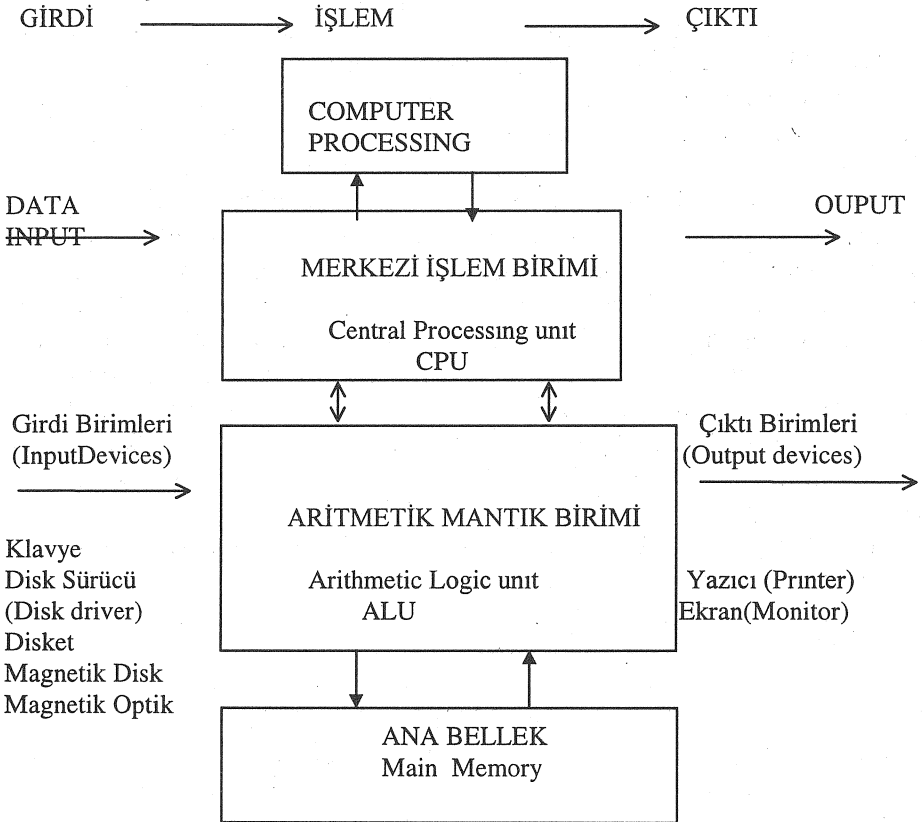 GİRDİ İŞLEM ÇIKTI
COMPUTER
PROCESSING
DATA
INPUT
OUPUT
MERKEZİ İŞLEM BİRİMİ
Central Processıng unıt
CPU
Girdi Birimleri
(InputDevices)
Çıktı Birimleri
(Output devices)
ARİTMETİK MANTIK BİRİMİ
Arithmetic Logic unit
ALU
Klavye
Disk Sürücü
(Disk driver)
Disket
Magnetik Disk
Magnetik Optik
Yazıcı (Prınter)
Ekran(Monitor)
ANA BELLEK
Main Memory